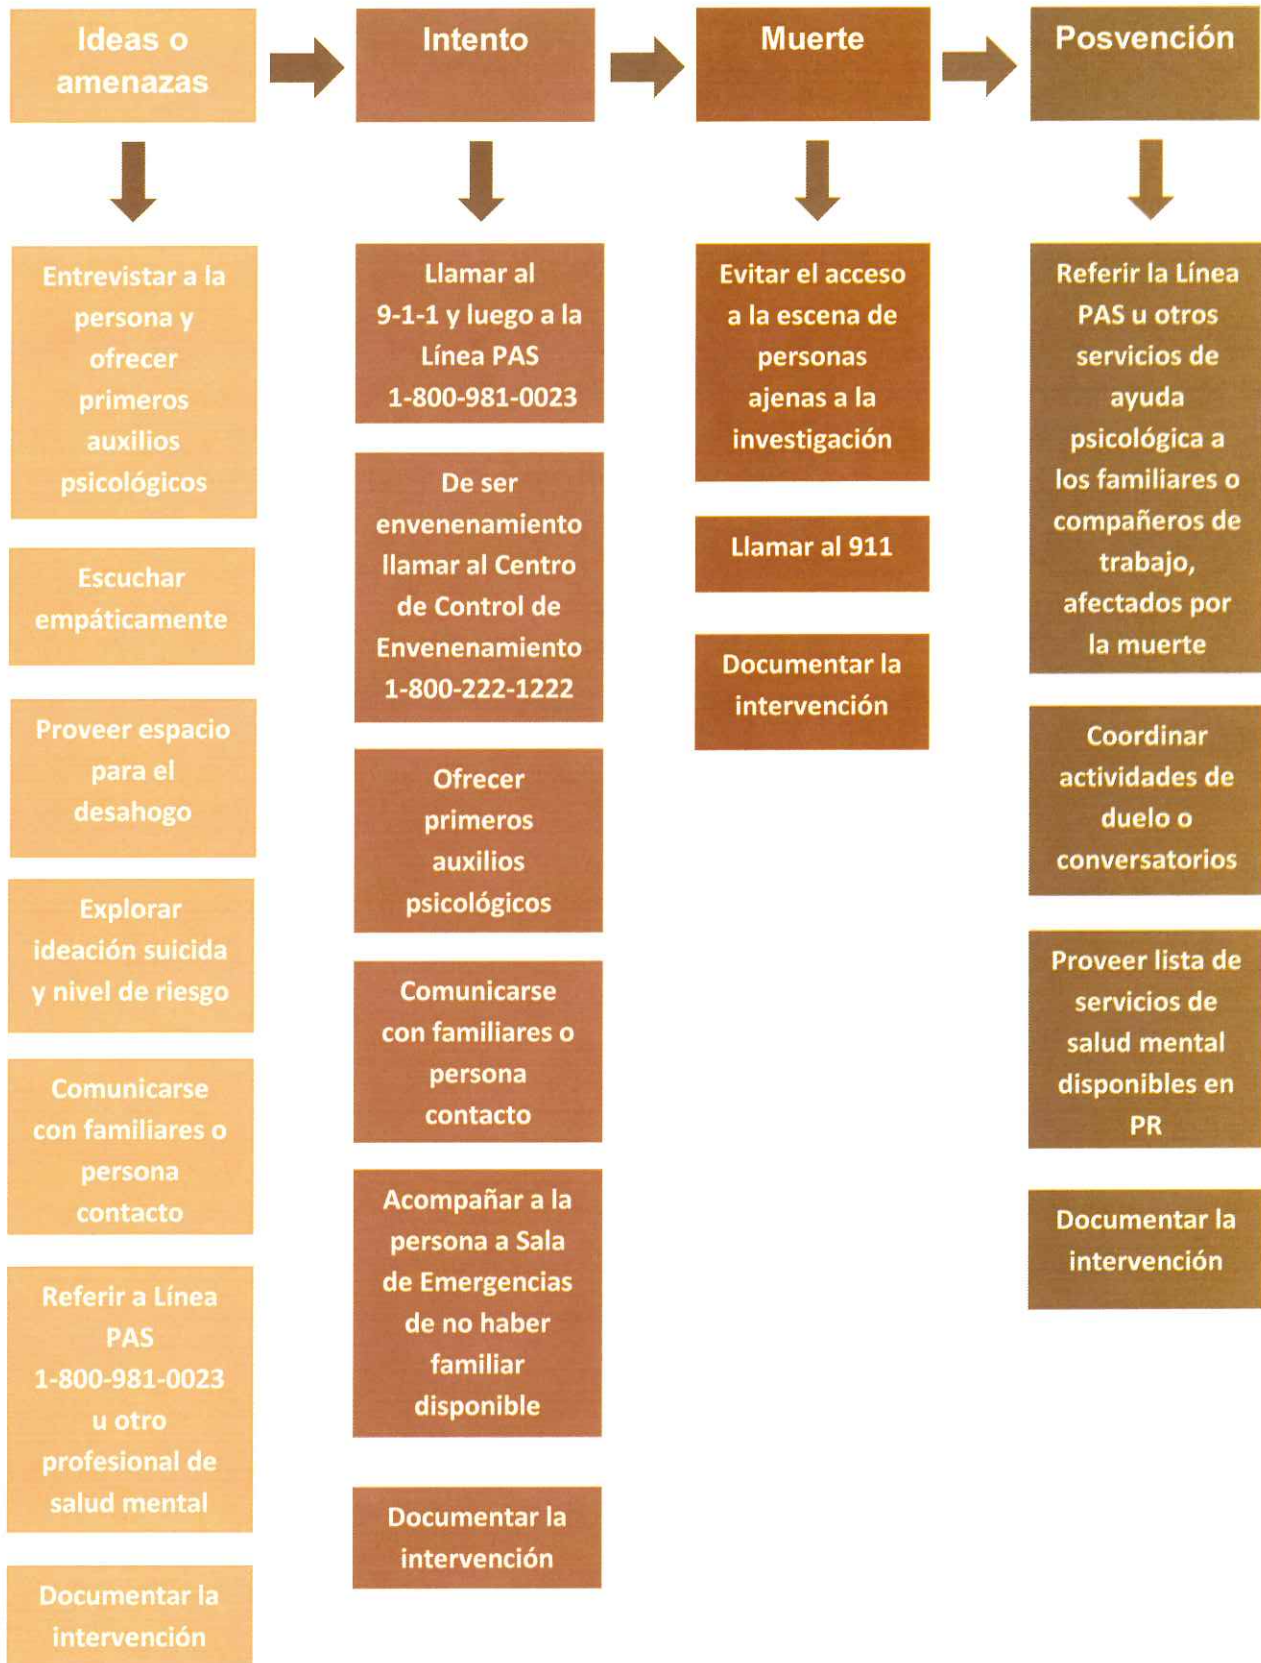 Ideas o
amenazas
Intento
Muerte
Posvención
Entrevistar a la
persona y
ofrecer
primeros
auxilios
psicológicos
Escuchar
empáticamente
Proveer espacio
para el
desahogo
Explorar
ideación suicida
y nivel de riesgo
Comunicarse
con familiares o
persona
contacto
Referir a Línea
PAS
1-800-981-0023
u otro
profesional de
salud mental
Documentar la
intervención
Llamar al
9-1-1 y luego a la
Línea PAS
1-800-981-0023
De ser
envenenamiento
llamar al Centro
de Control de
Envenenamiento
1-800-222-1222
Ofrecer
primeros
auxilios
psicológicos
Comunicarse
con familiares o
persona
contacto
Acompañar a la
persona a Sala
de Emergencias
de no haber
familiar
disponible
Documentar la
intervención
Evitar el acceso
a la escena de
personas
ajenas a la
investigación
Llamar al 911
Documentar la
intervención
Referir la Línea
PAS u otros
servicios de
ayuda
psicológica a
los familiares o
compañeros de
trabajo,
afectados por
la muerte
Coordinar
actividades de
duelo o
conversatorios
Proveer lista de
servicios de
salud mental
disponibles en
PR
Documentar la
intervención